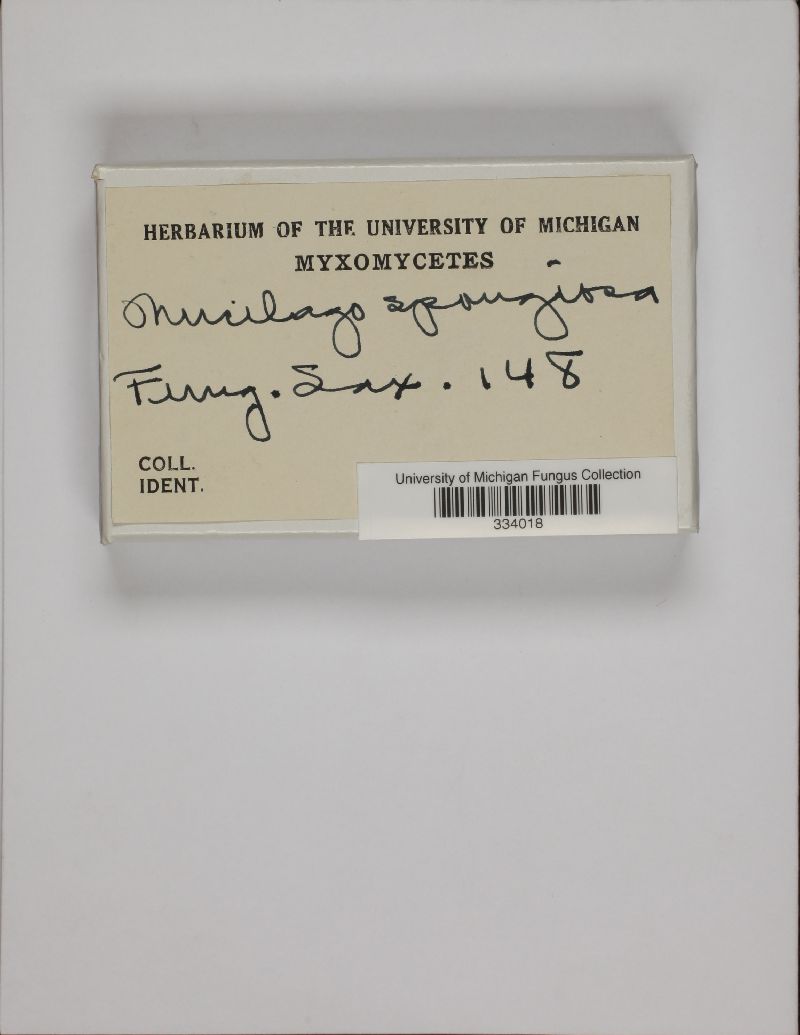 HERBARIUM OF THE UNIVERSITY OF MICHIGAN
MYXOMYCETES
Mucilago spongiosa
Fung. Sax. 148
COLL.
IDENT.
University of Michigan Fungus Collection
334018